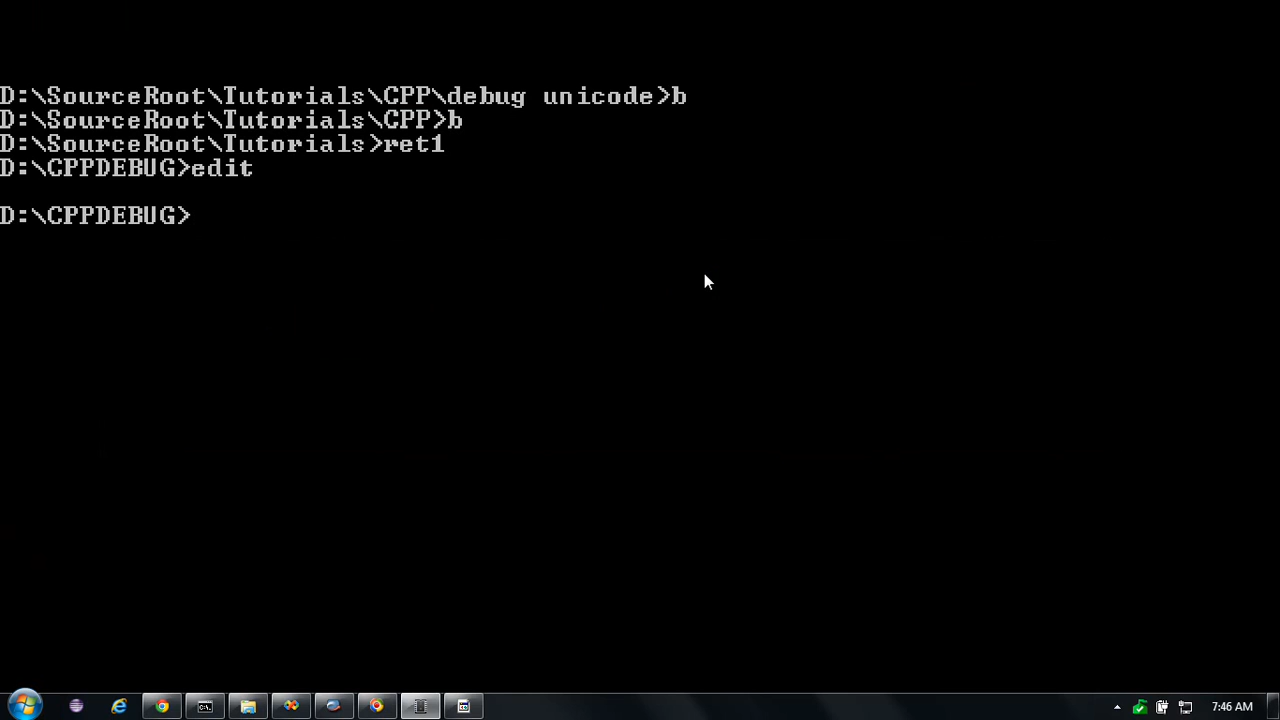 D:\SourceRoot\Tutorials\CPP\debug unicode>b
D:\SourceRoot\Tutorials\CPP>b
D:\SourceRoot\Tutorials>ret1
D:\CPPDEBUG>edit
D:\CPPDEBUG>
7:46 AM